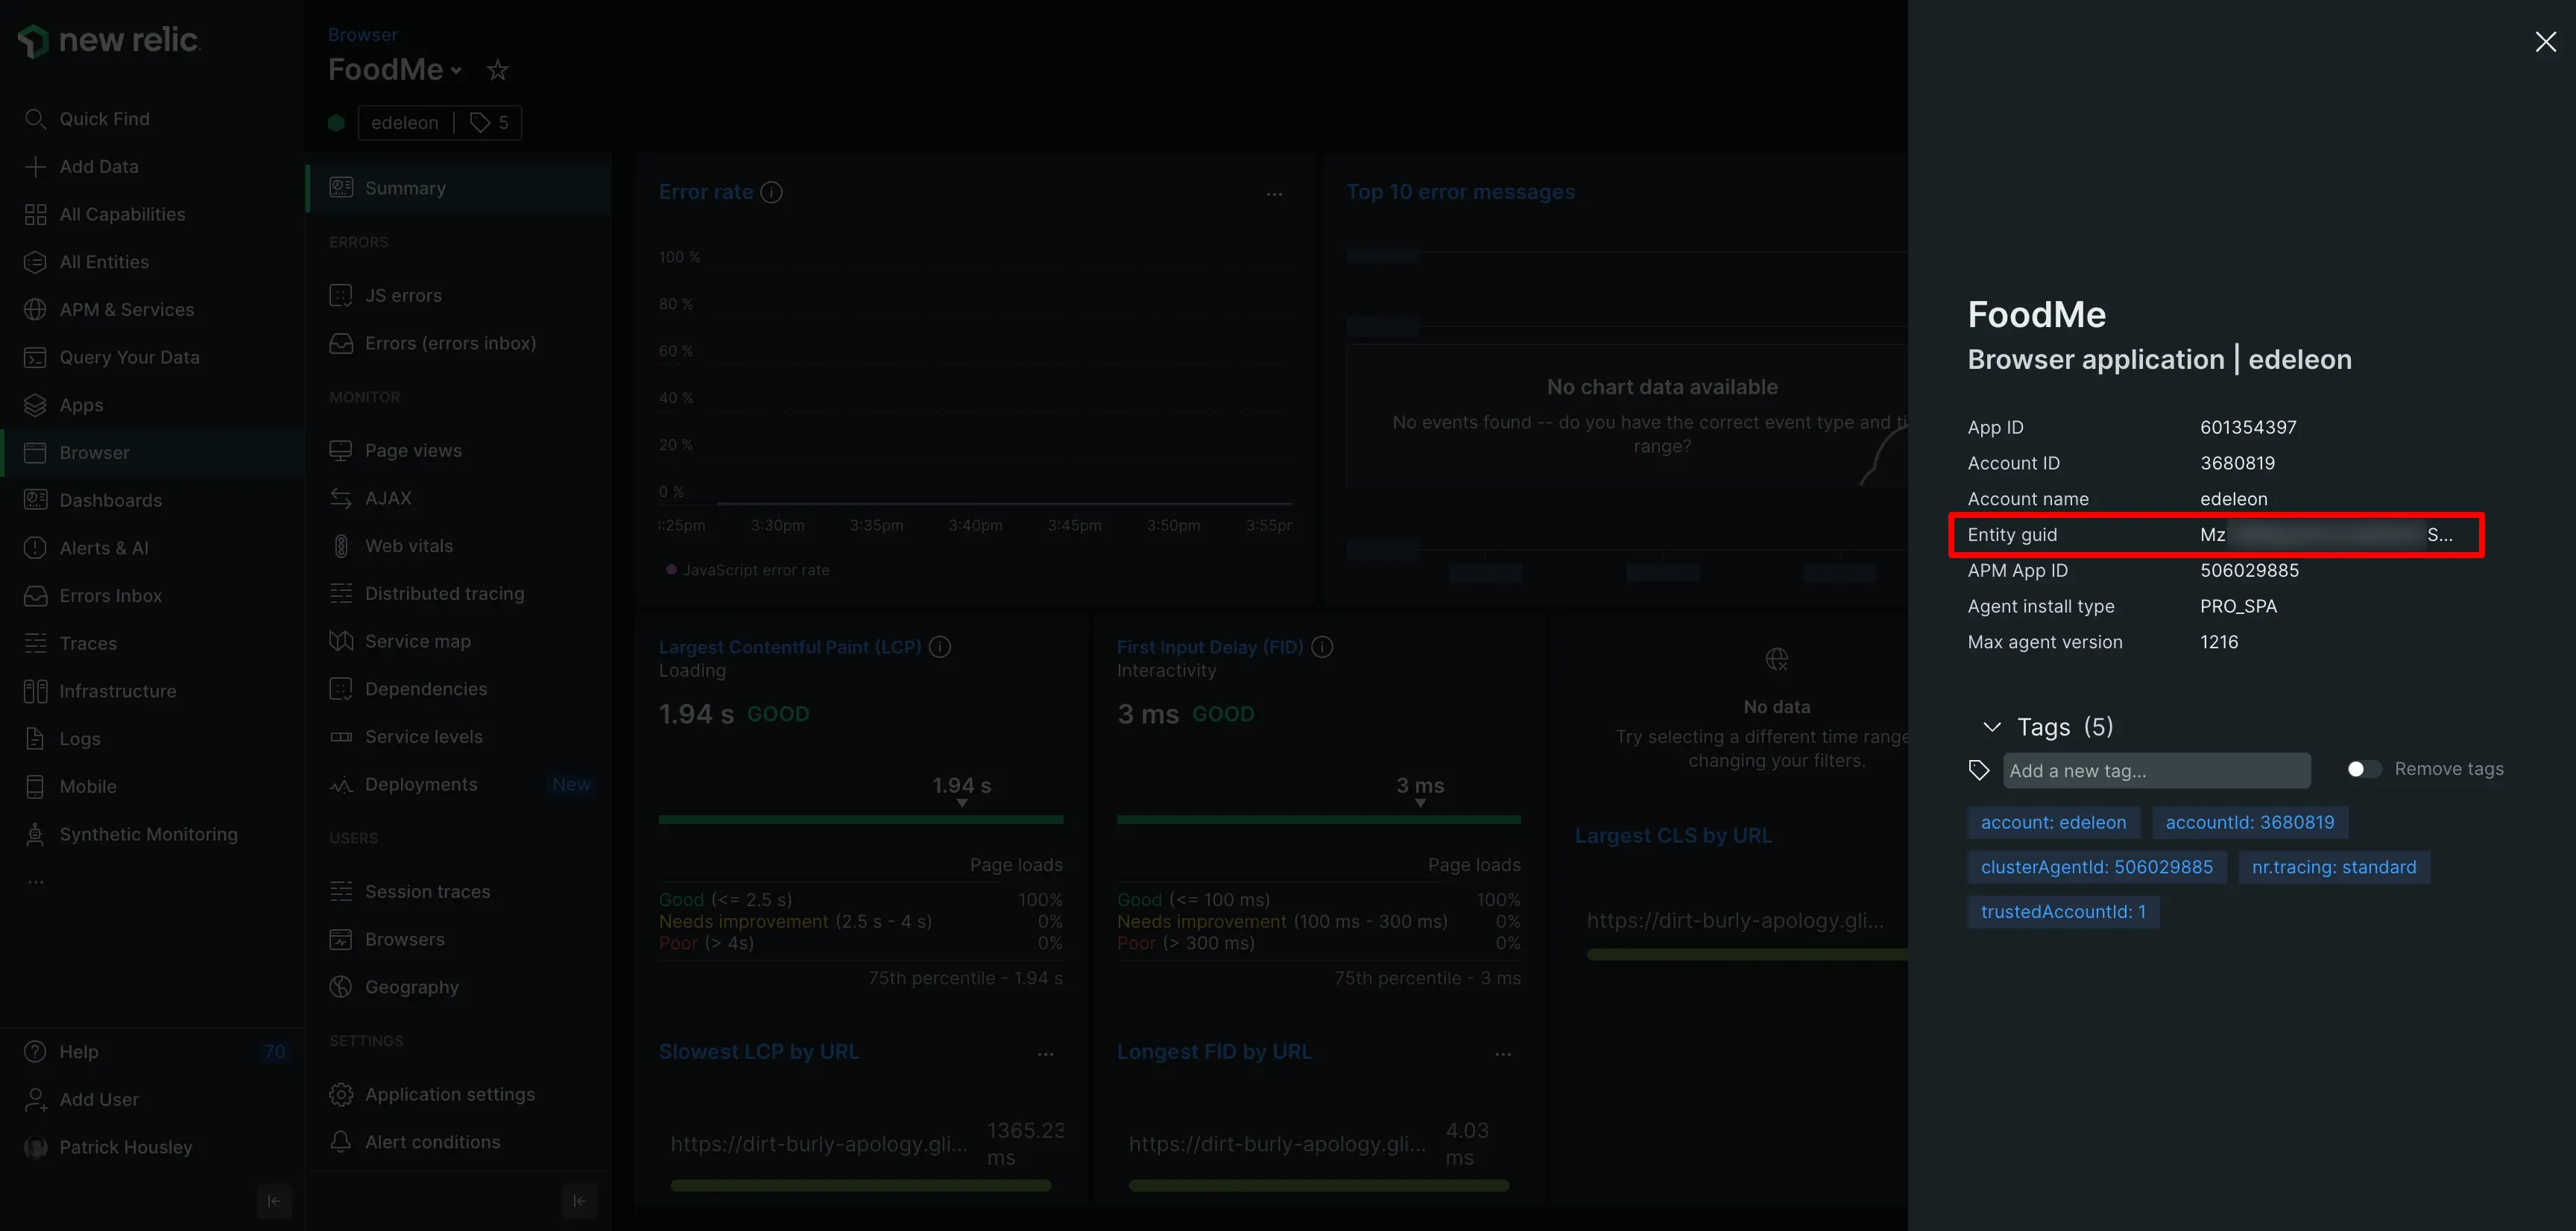 new relic
Quick Find
Add Data
All Capabilities
All Entities
APM & Services
Query Your Data
Apps
Browser
Dashboards
Alerts & AI
Errors Inbox
Traces
Infrastructure
Logs
Mobile
Synthetic Monitoring
...
Help 70
Add User
Patrick Housley
Browser
FoodMe
edeleon | 5
Summary
ERRORS
JS errors
Errors (errors inbox)
MONITOR
Page views
AJAX
Web vitals
Distributed tracing
Service map
Dependencies
Service levels
Deployments New
USERS
Session traces
Browsers
Geography
SETTINGS
Application settings
Alert conditions
Error rate
...
100 %
80 %
60 %
40 %
20 %
0 %
3:25pm 3:30pm 3:35pm 3:40pm 3:45pm 3:50pm 3:55pm
JavaScript error rate
Top 10 error messages
No chart data available
No events found -- do you have the correct event type and ti
range?
Largest Contentful Paint (LCP)
Loading
1.94 s GOOD
1.94 s
Page loads
Good (<= 2.5 s) 100%
Needs improvement (2.5 s - 4 s) 0%
Poor (> 4s) 0%
75th percentile - 1.94 s
First Input Delay (FID)
Interactivity
3 ms GOOD
3 ms
Page loads
Good (<= 100 ms) 100%
Needs improvement (100 ms - 300 ms) 0%
Poor (> 300 ms) 0%
75th percentile - 3 ms
No data
Try selecting a different time range
changing your filters.
Largest CLS by URL
https://dirt-burly-apology.gli...
Slowest LCP by URL ...
https://dirt-burly-apology.gli... 1365.23
ms
Longest FID by URL ...
https://dirt-burly-apology.gli... 4.03
ms
FoodMe
Browser application | edeleon
App ID 601354397
Account ID 3680819
Account name edeleon
Entity guid Mz S...
APM App ID 506029885
Agent install type PRO_SPA
Max agent version 1216
Tags (5)
Add a new tag... Remove tags
account: edeleon accountId: 3680819
clusterAgentId: 506029885 nr.tracing: standard
trustedAccountId: 1